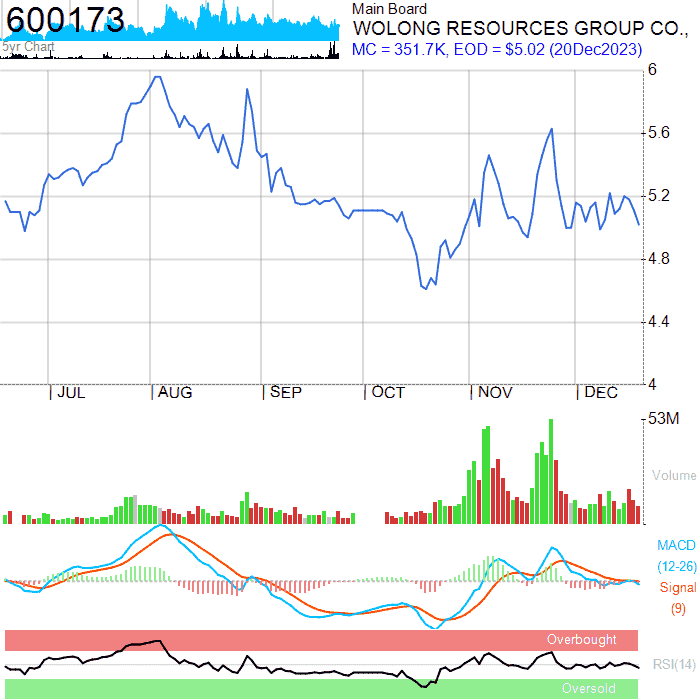 600173
5yr Chart
Main Board
WOLONG RESOURCES GROUP CO.,
MC = 351.7K, EOD = $5.02 (20Dec2023)
6
5.6
5.2
4.8
4.4
4
JUL AUG SEP OCT NOV DEC
53M
Volume
MACD
(12-26)
Signal
(9)
Overbought
RSI(14)
Oversold